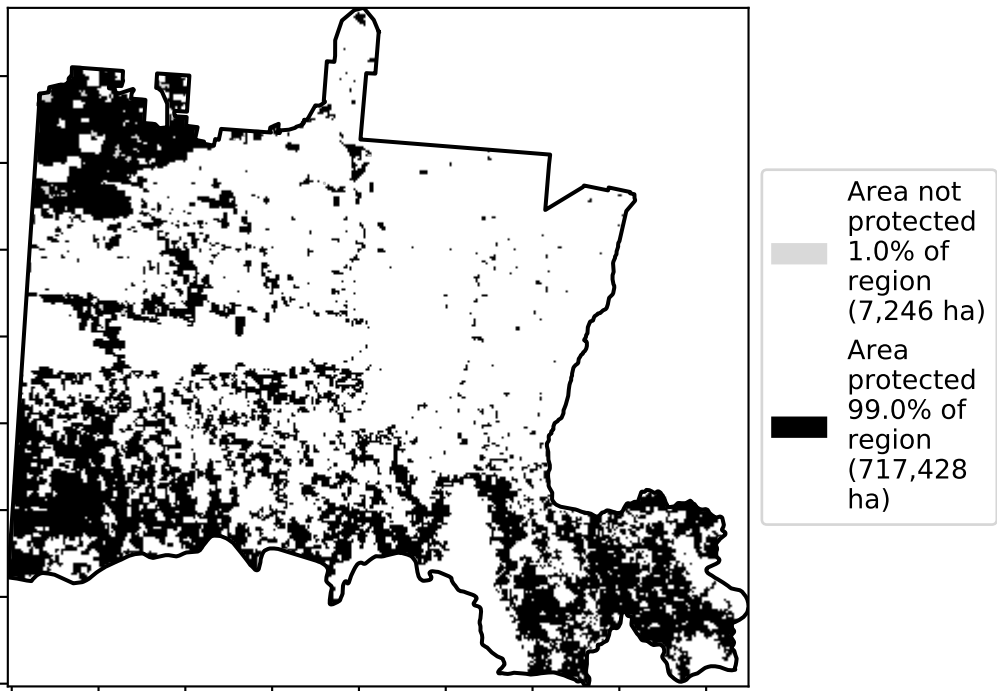 Area not
protected
1.0% of
region
(7,246 ha)
Area
protected
99.0% of
region
(717,428
ha)